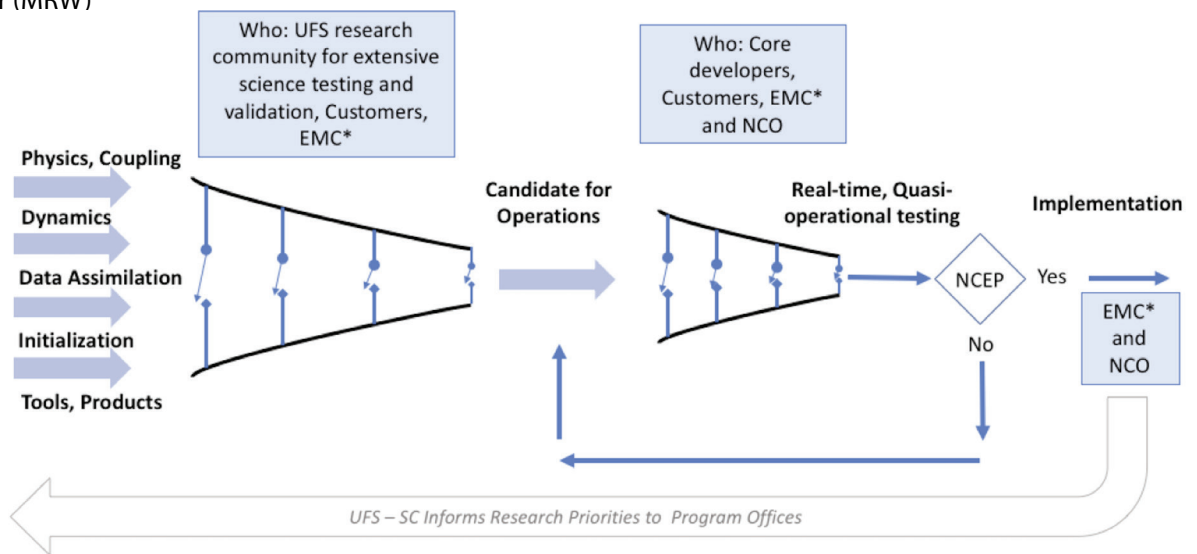 (MRW)
Who: UFS research
community for extensive
science testing and
validation, Customers,
EMC*
Who: Core
developers,
Customers, EMC*
and NCO
Physics, Coupling
Dynamics
Data Assimilation
Initialization
Tools, Products
Candidate for
Operations
Real-time, Quasi-
operational testing
Implementation
NCEP
Yes
No
EMC*
and
NCO
UFS – SC Informs Research Priorities to Program Offices